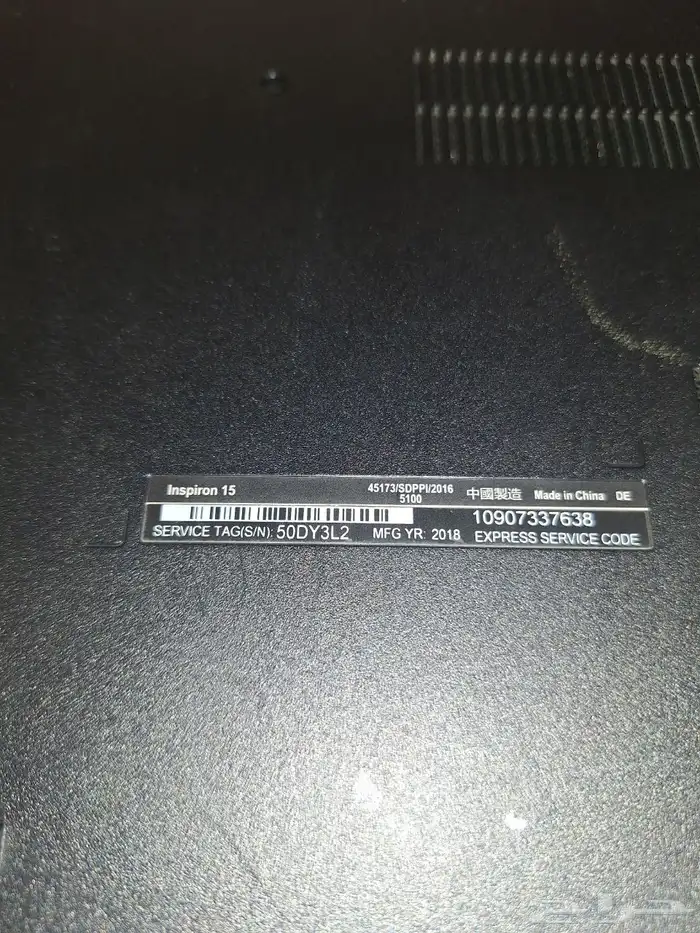 Inspiron 15
45173/SDPPI/2016
5100
中國製造 Made in China DE
SERVICE TAG(S/N): 50DY3L2 MFG YR: 2018
10907337638
EXPRESS SERVICE CODE
حراج